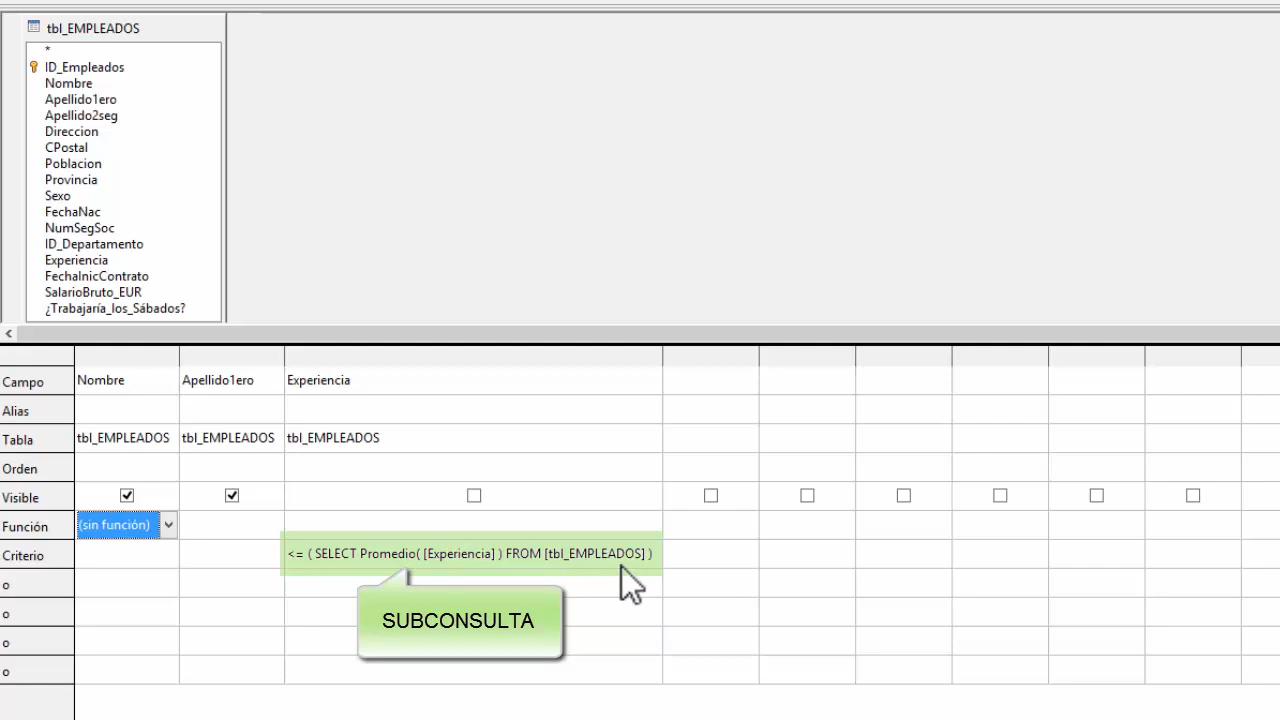 tbl_EMPLEADOS
*
ID_Empleados
Nombre
Apellido1ero
Apellido2seg
Direccion
CPostal
Poblacion
Provincia
Sexo
FechaNac
NumSegSoc
ID_Departamento
Experiencia
FechaInicContrato
SalarioBruto_EUR
¿Trabajaría_los_Sábados?
Campo Nombre Apellido1ero Experiencia
Alias
Tabla tbl_EMPLEADOS tbl_EMPLEADOS tbl_EMPLEADOS
Orden
Visible
Función (sin función)
Criterio <= ( SELECT Promedio( [Experiencia] ) FROM [tbl_EMPLEADOS] )
o
o
SUBCONSULTA
o
o